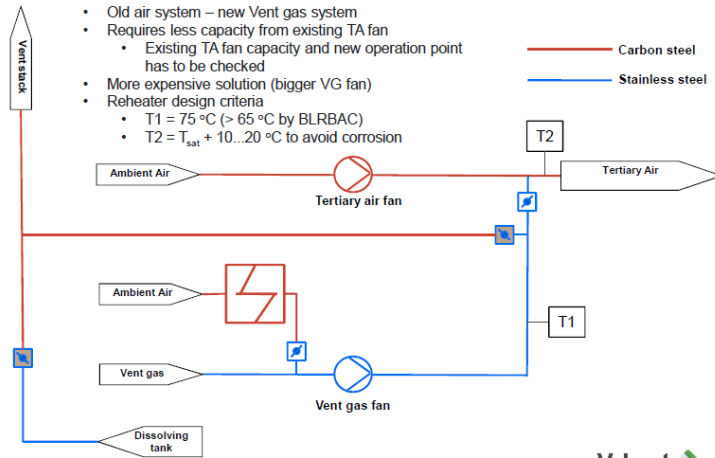 • Old air system – new Vent gas system
• Requires less capacity from existing TA fan
• Existing TA fan capacity and new operation point
has to be checked
• More expensive solution (bigger VG fan)
• Reheater design criteria
• T1 = 75 °C (> 65 °C by BLRBAC)
• T2 = Tsat + 10...20 °C to avoid corrosion
Carbon steel
Stainless steel
Vent stack
T2
Ambient Air
Tertiary Air
Tertiary air fan
Ambient Air
T1
Vent gas
Vent gas fan
Dissolving
tank